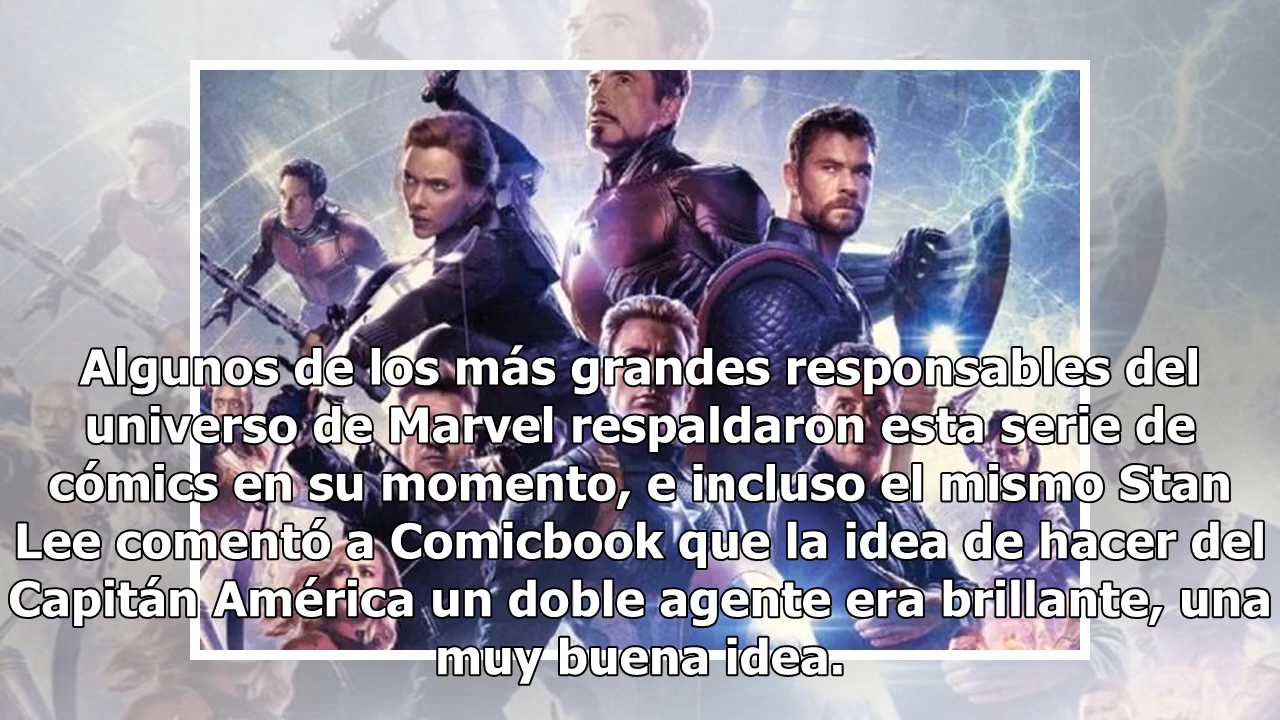 Algunos de los más grandes responsables del
universo de Marvel respaldaron esta serie de
cómics en su momento, e incluso el mismo Stan
Lee comentó a Comicbook que la idea de hacer del
Capitán América un doble agente era brillante, una
muy buena idea.